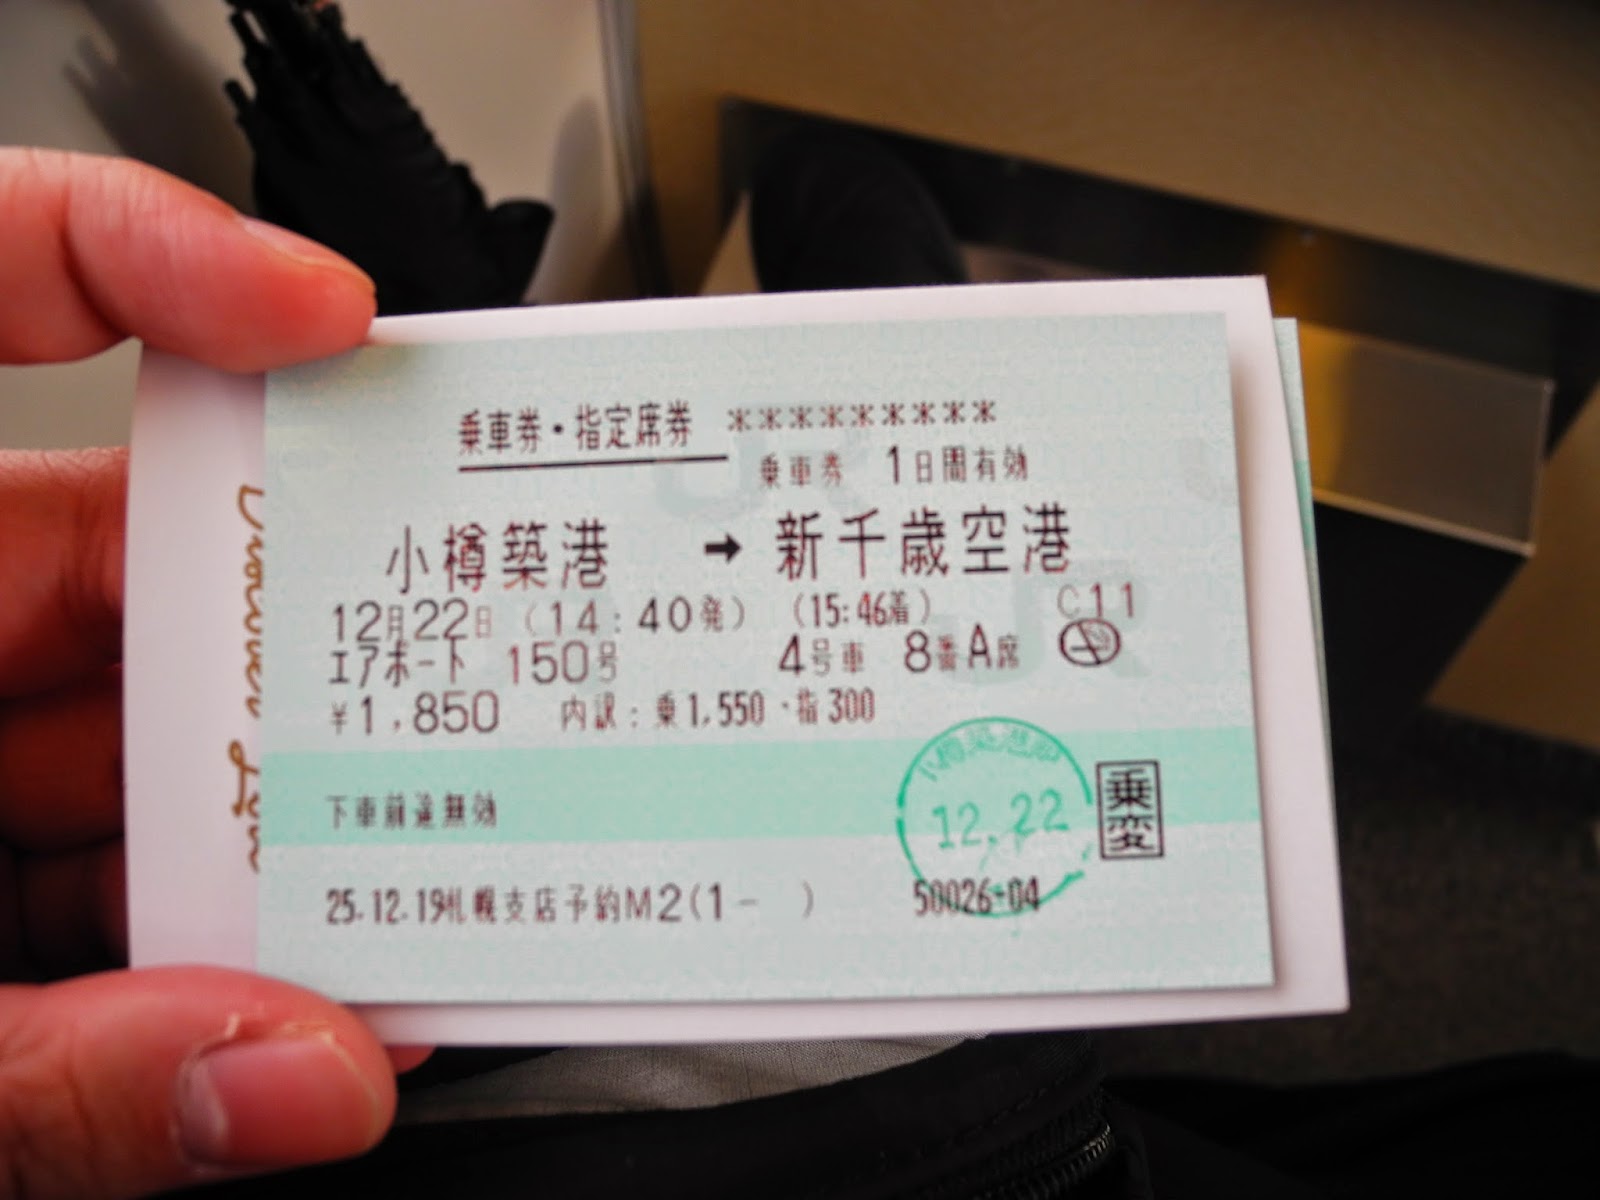 乗車券・指定席券 *********
乗車券 1日間有効
小樽築港 → 新千歳空港
12月22日 (14:40発) (15:46着) C11
エアポート 150号 4号車 8番A席
¥1,850 内訳:乗1,550・指300
小樽築港駅
12.22
乗変
下車前途無効
25.12.19札幌支店予約M2(1- ) 50026-04